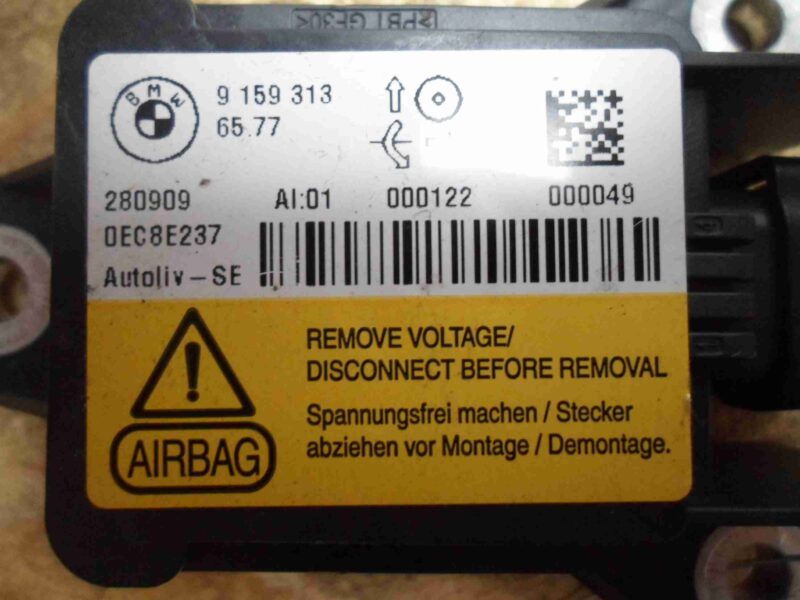 >PBT GF30<
BMW
9 159 313
65.77
280909 AI:01 000122 000049
0EC8E237
Autoliv-SE
REMOVE VOLTAGE/
DISCONNECT BEFORE REMOVAL
Spannungsfrei machen / Stecker
abziehen vor Montage / Demontage.
AIRBAG